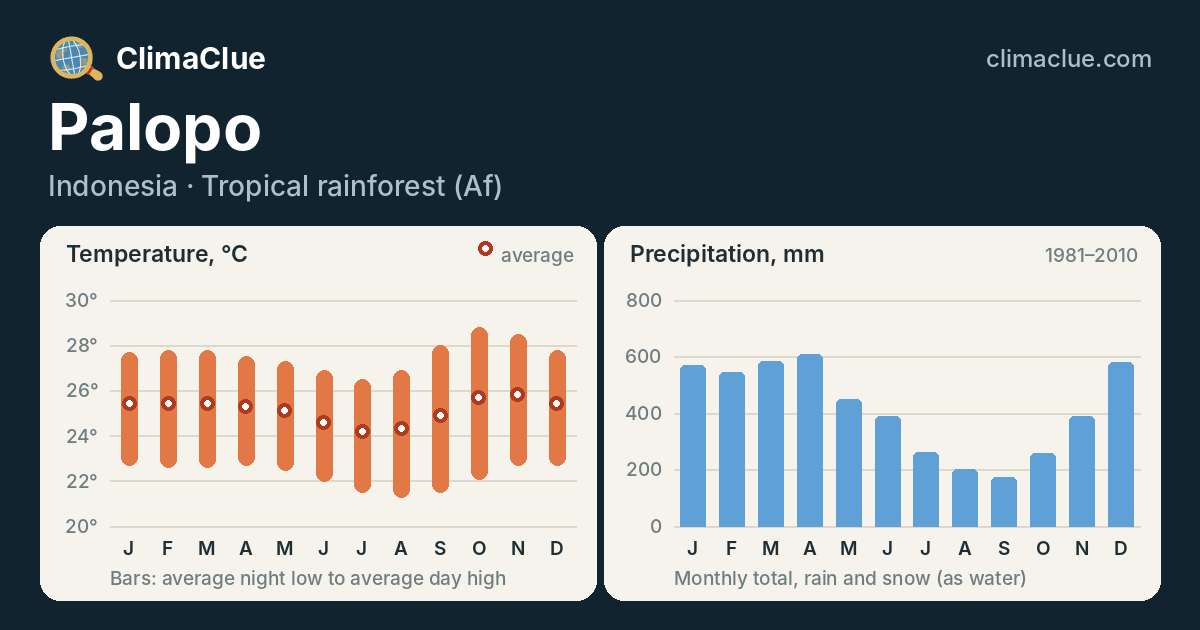 ClimaClue
climaclue.com
Palopo
Indonesia · Tropical rainforest (Af)
Temperature, °C
average
30°
28°
26°
24°
22°
20°
J F M A M J J A S O N D
Bars: average night low to average day high
Precipitation, mm
1981–2010
800
600
400
200
0
J F M A M J J A S O N D
Monthly total, rain and snow (as water)